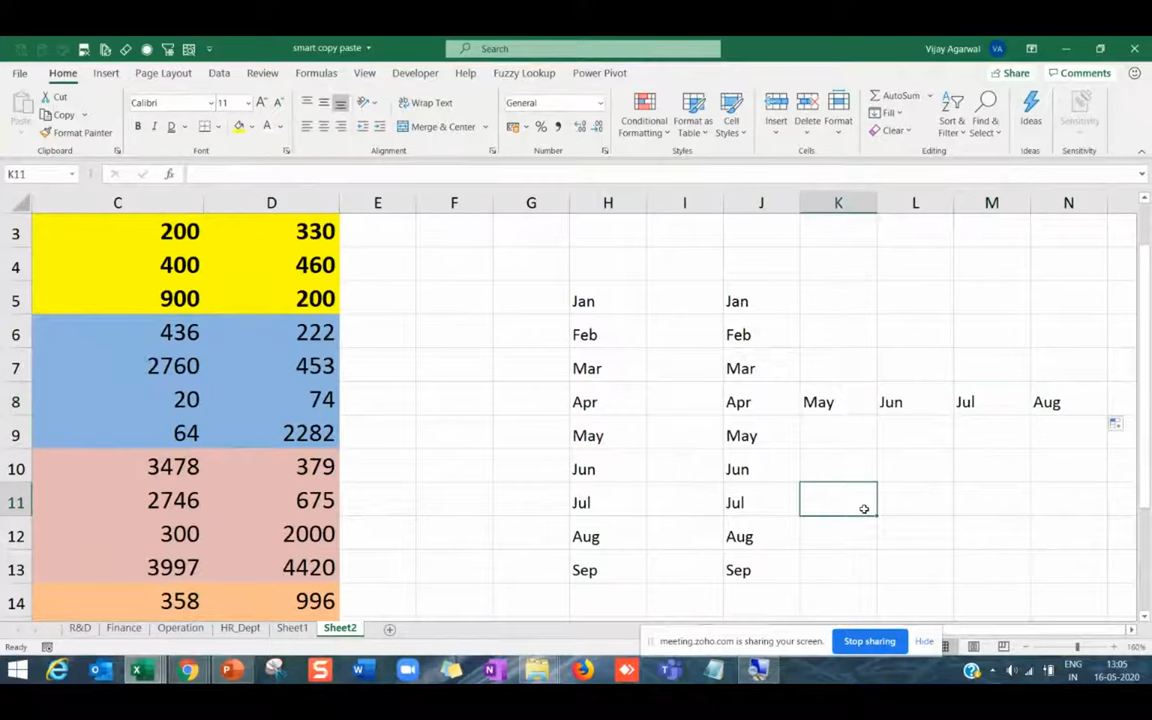 smart copy paste
Search
Vijay Agarwal VA
File Home Insert Page Layout Data Review Formulas View Developer Help Fuzzy Lookup Power Pivot Share Comments
Cut
Copy
Format Painter
Paste
Clipboard
Calibri 11
B I D
A A
Font
Wrap Text
Merge & Center
Alignment
General
%
Number
Conditional Formatting
Format as Table
Cell Styles
Styles
Insert Delete Format
Cells
AutoSum
Fill
Clear
Sort & Filter
Find & Select
Editing
Ideas
Ideas
Sensitivity
Sensitivity
K11 fx
C D E F G H I J K L M N
3 200 330
4 400 460
5 900 200 Jan Jan
6 436 222 Feb Feb
7 2760 453 Mar Mar
8 20 74 Apr Apr May Jun Jul Aug
9 64 2282 May May
10 3478 379 Jun Jun
11 2746 675 Jul Jul
12 300 2000 Aug Aug
13 3997 4420 Sep Sep
14 358 996
R&D Finance Operation HR_Dept Sheet1 Sheet2
Ready
meeting.zoho.com is sharing your screen. Stop sharing Hide
160%
ENG
IN
13:05
16-05-2020